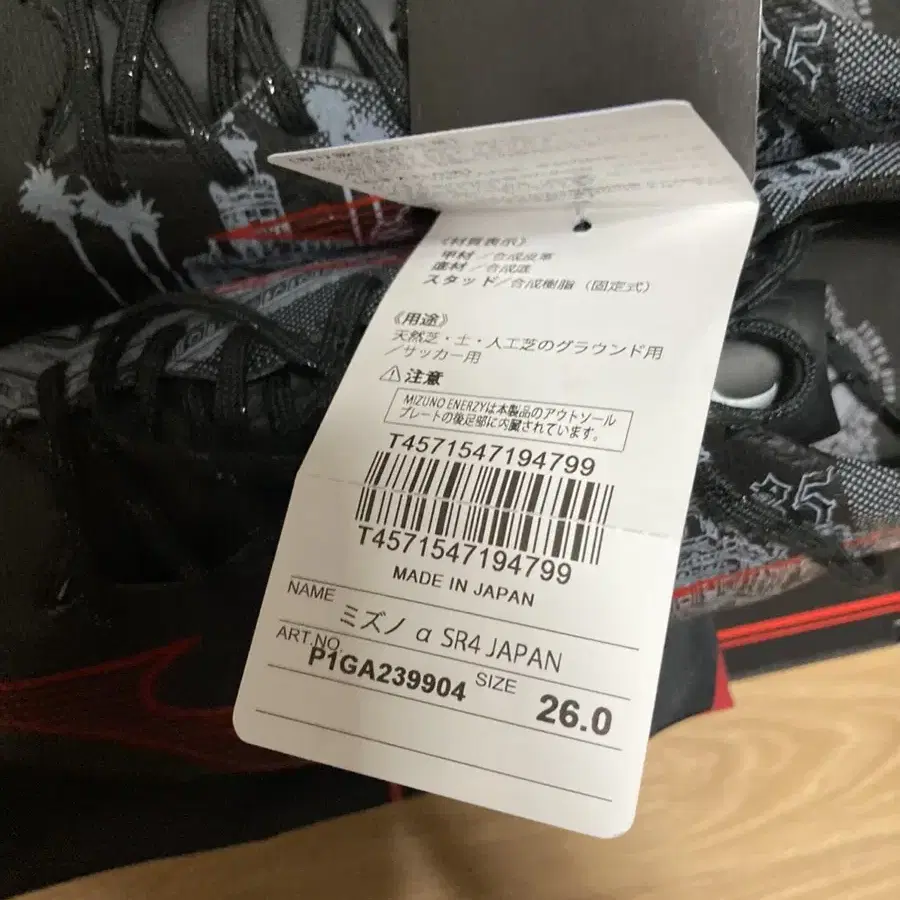 《材質表示》
甲材／合成皮革
底材／合成底
スタッド／合成樹脂（固定式）
《用途》
天然芝・土・人工芝のグラウンド用
／サッカー用
⚠注意
MIZUNO ENERZYは本製品のアウトソール
プレートの後足部に内臓されています。
T4571547194799
T4571547194799
MADE IN JAPAN
NAME ミズノ α SR4 JAPAN
ART.NO. P1GA239904 SIZE 26.0